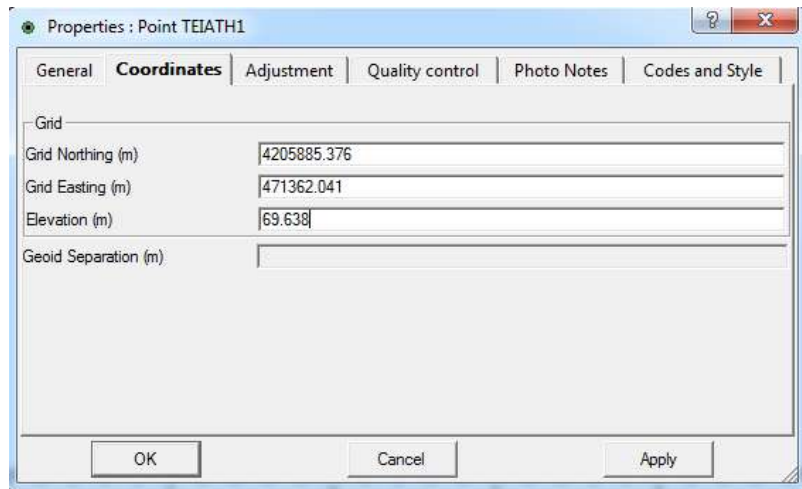 Properties : Point TEIATH1
General Coordinates Adjustment Quality control Photo Notes Codes and Style
Grid
Grid Northing (m) 4205885.376
Grid Easting (m) 471362.041
Elevation (m) 69.638
Geoid Separation (m)
OK Cancel Apply